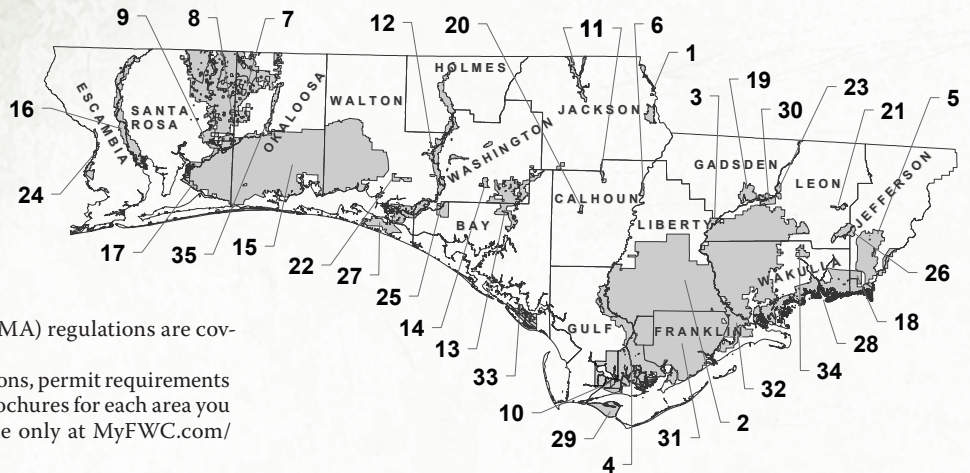 9 8 7 12 20 11 6 1
3 19 30 23 21 5
HOLMES
ESCAMBIA
SANTA ROSA
OKALOOSA
WALTON
WASHINGTON
JACKSON
GADSDEN
LEON
JEFFERSON
16
24
CALHOUN
LIBERTY
BAY
WAKULLA
17 35 15 22 27 25 14 13 33
26
18
28
34
GULF
FRANKLIN
32
10
29
4
31
2
MA) regulations are cov-
ons, permit requirements
ochures for each area you
e only at MyFWC.com/